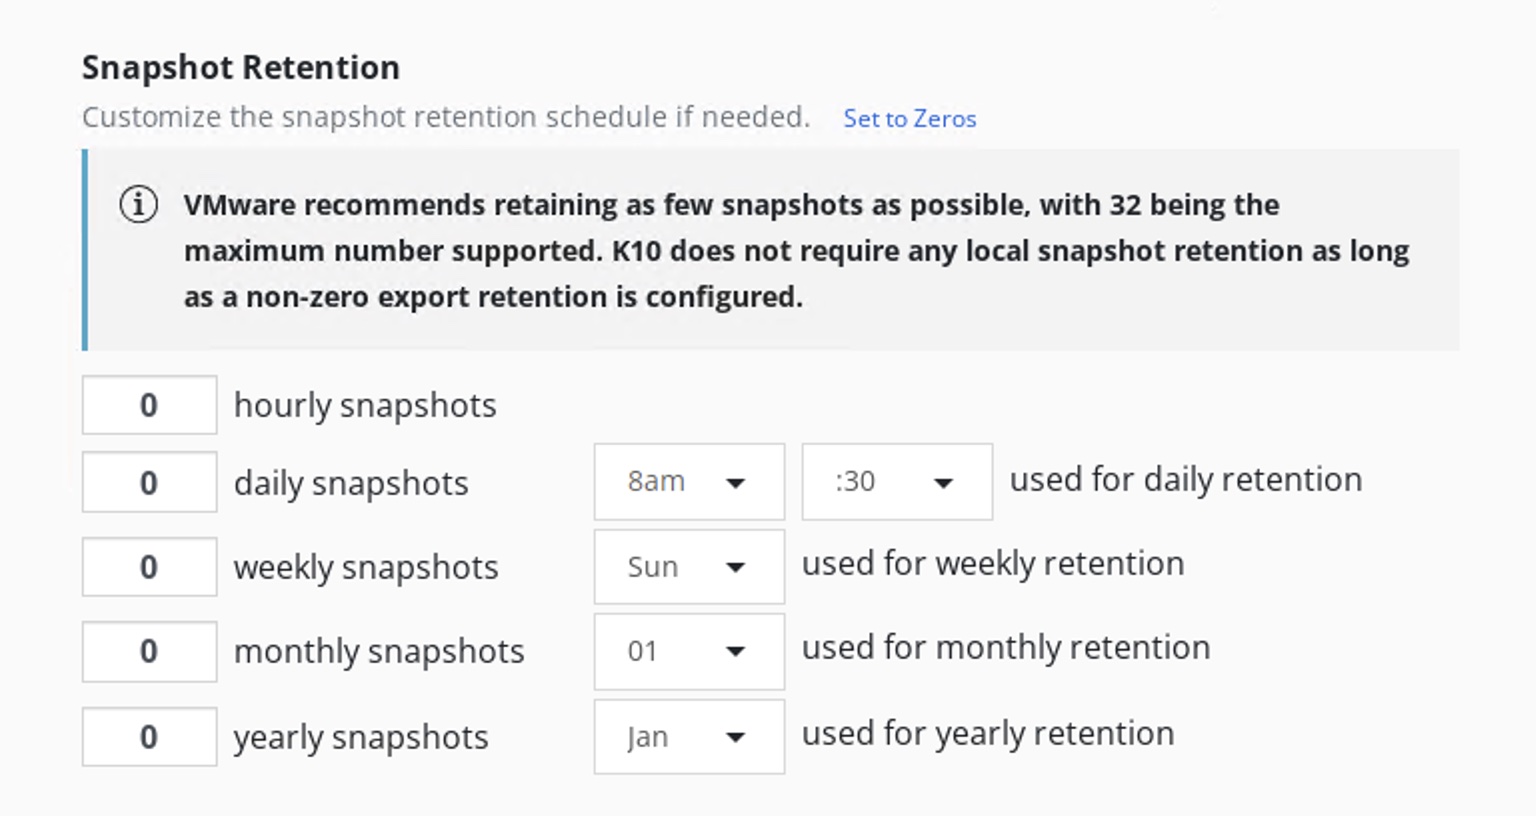 Snapshot Retention
Customize the snapshot retention schedule if needed. Set to Zeros
VMware recommends retaining as few snapshots as possible, with 32 being the
maximum number supported. K10 does not require any local snapshot retention as long
as a non-zero export retention is configured.
0 hourly snapshots
0 daily snapshots 8am :30 used for daily retention
0 weekly snapshots Sun used for weekly retention
0 monthly snapshots 01 used for monthly retention
0 yearly snapshots Jan used for yearly retention